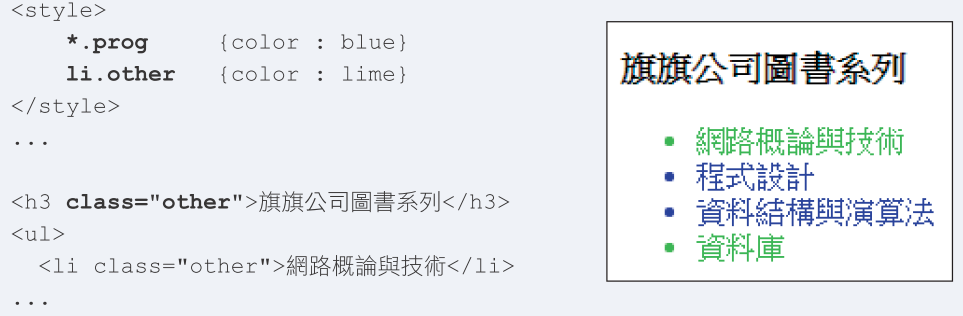 <style>
*.prog {color : blue}
li.other {color : lime}
</style>
...
<h3 class="other">旗旗公司圖書系列</h3>
<ul>
<li class="other">網路概論與技術</li>
...
旗旗公司圖書系列
• 網路概論與技術
• 程式設計
• 資料結構與演算法
• 資料庫